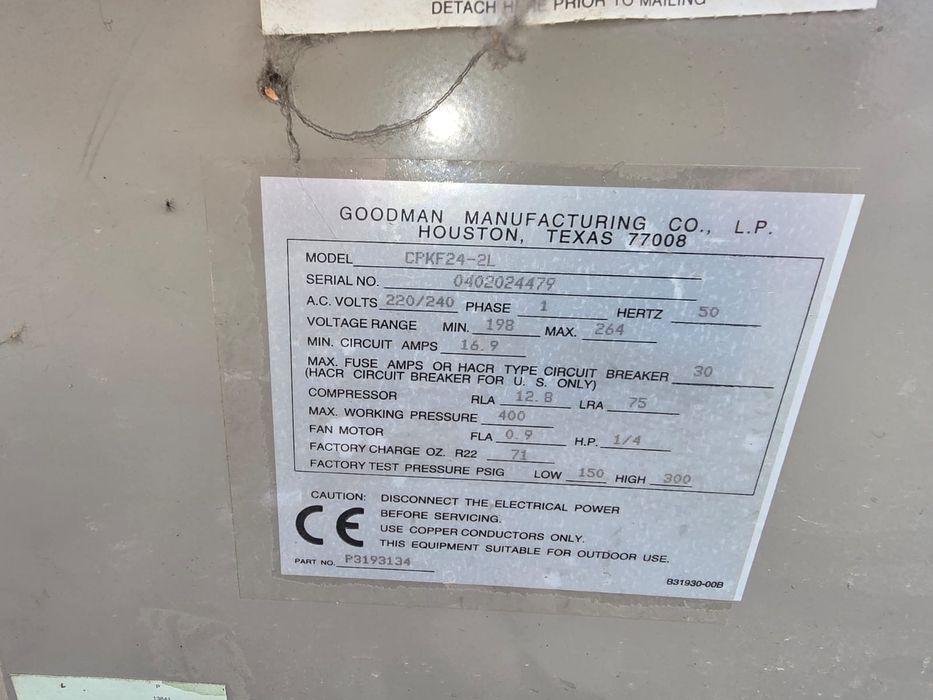 DETACH HERE PRIOR TO MAILING
GOODMAN MANUFACTURING CO., L.P.
HOUSTON, TEXAS 77008
MODEL CPKF24-2L
SERIAL NO. 0402024479
A.C. VOLTS 220/240 PHASE 1 HERTZ 50
VOLTAGE RANGE MIN. 198 MAX. 264
MIN. CIRCUIT AMPS 16.9
MAX. FUSE AMPS OR HACR TYPE CIRCUIT BREAKER 30
(HACR CIRCUIT BREAKER FOR U. S. ONLY)
COMPRESSOR RLA 12.8 LRA 75
MAX. WORKING PRESSURE 400
FAN MOTOR FLA 0.9 H.P. 1/4
FACTORY CHARGE OZ. R22 71
FACTORY TEST PRESSURE PSIG LOW 150 HIGH 300
CAUTION: DISCONNECT THE ELECTRICAL POWER
BEFORE SERVICING.
USE COPPER CONDUCTORS ONLY.
THIS EQUIPMENT SUITABLE FOR OUTDOOR USE.
CE
PART NO. P3193134
B31930-00B